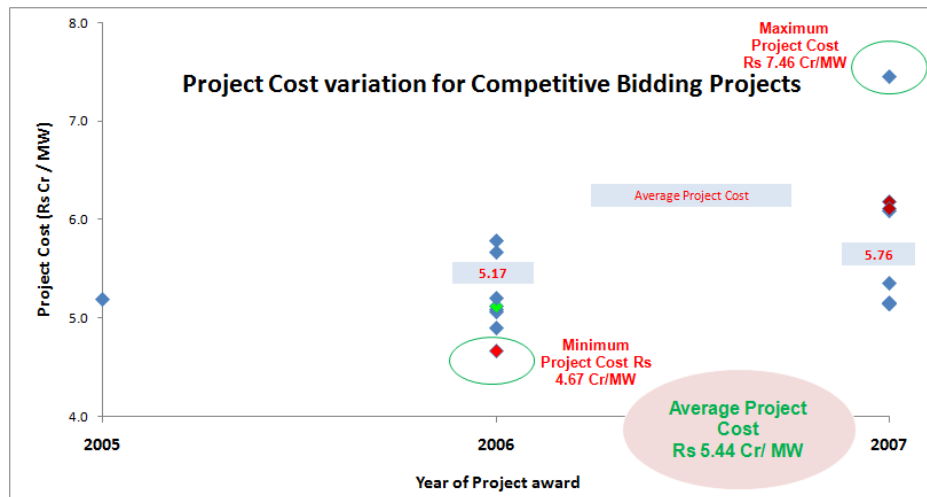 8.0
Maximum
Project Cost
Rs 7.46 Cr/MW
Project Cost variation for Competitive Bidding Projects
7.0
Project Cost (Rs Cr / MW)
Average Project Cost
6.0
5.17
5.76
5.0
Minimum
Project Cost Rs
4.67 Cr/MW
4.0
Average Project
Cost
Rs 5.44 Cr/ MW
2005
2006
2007
Year of Project award